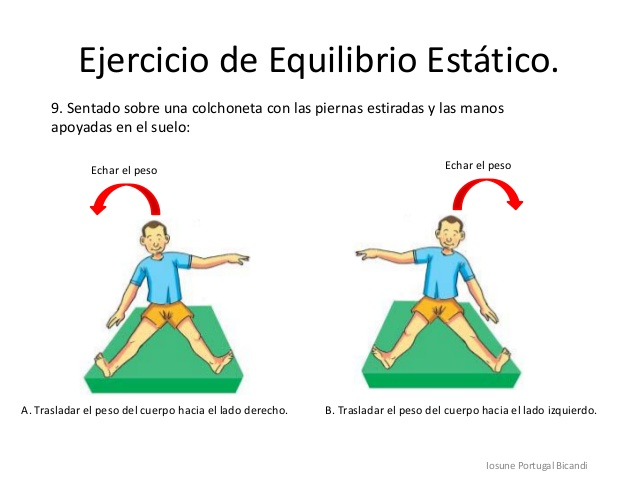 Ejercicio de Equilibrio Estático.
9. Sentado sobre una colchoneta con las piernas estiradas y las manos
apoyadas en el suelo:
Echar el peso
Echar el peso
A. Trasladar el peso del cuerpo hacia el lado derecho.
B. Trasladar el peso del cuerpo hacia el lado izquierdo.
Iosune Portugal Bicandi